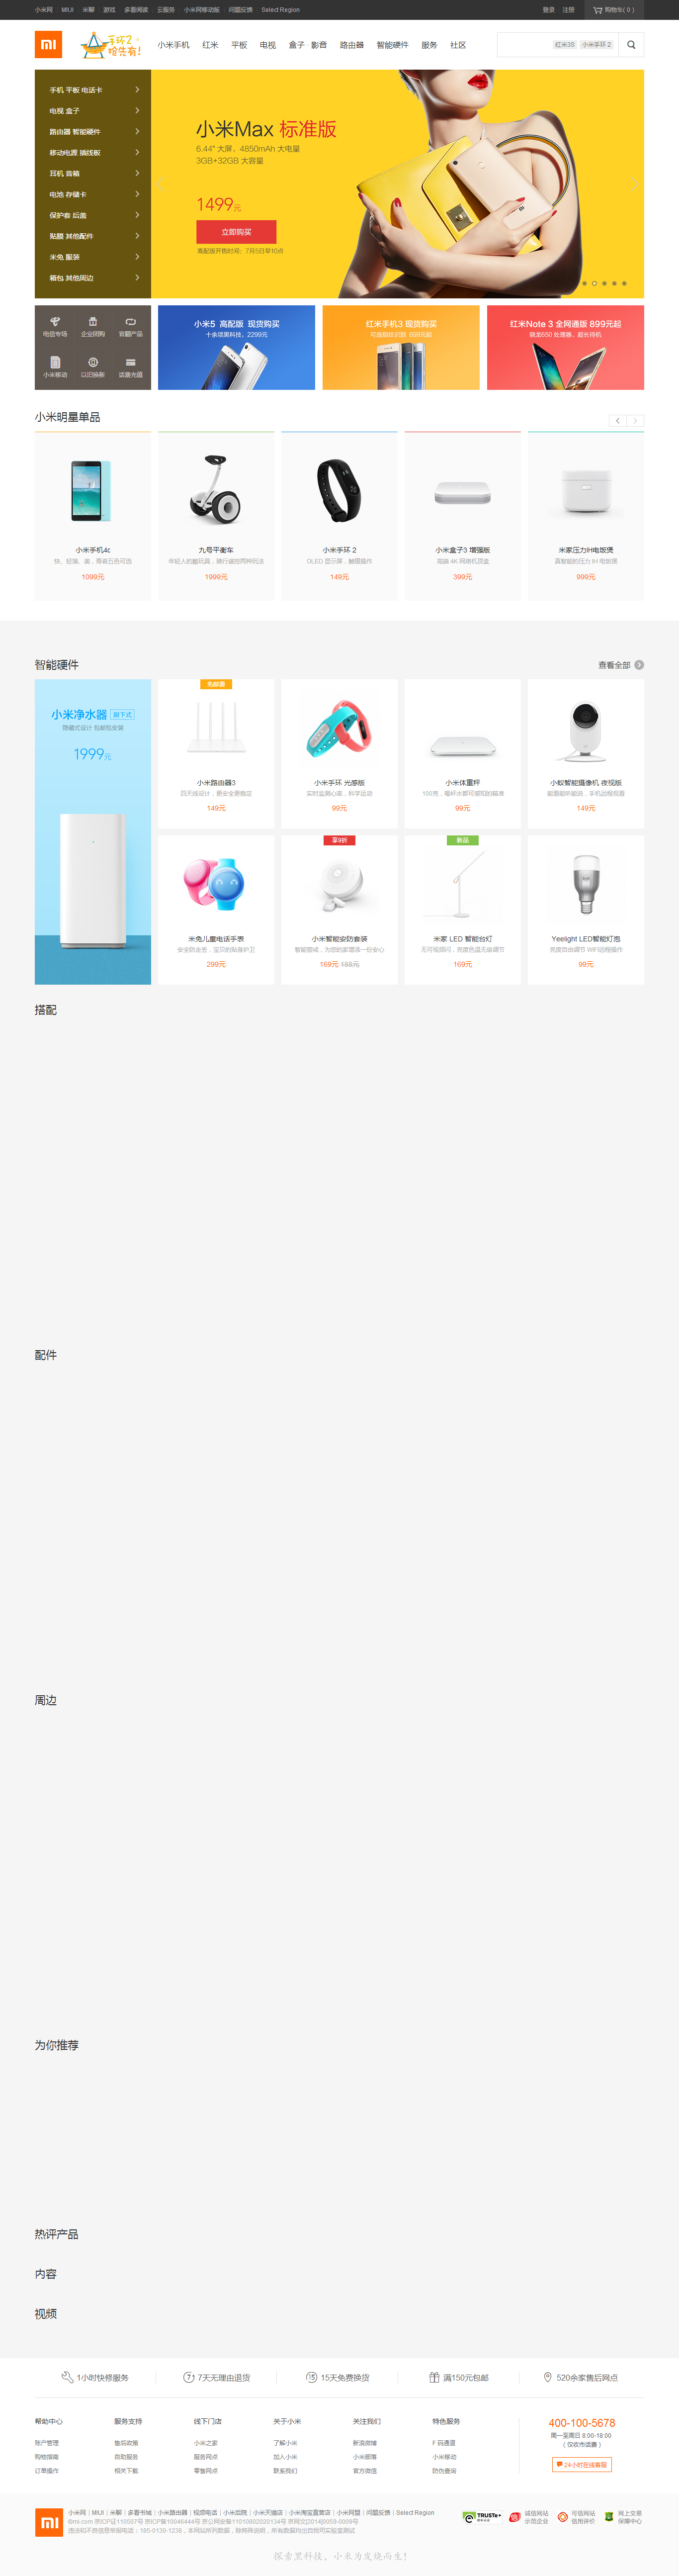 小米网 MIUI 米聊 游戏 多看阅读 云服务 小米网移动版 问题反馈 Select Region
登录 注册 购物车( 0 )
小米手机 红米 平板 电视 盒子 · 影音 路由器 智能硬件 服务 社区
红米3S 小米手环 2
手机 平板 电话卡
电视 盒子
路由器 智能硬件
移动电源 插线板
耳机 音箱
电池 存储卡
保护套 后盖
贴膜 其他配件
米兔 服装
箱包 其他周边
小米Max 标准版
6.44" 大屏，4850mAh 大电量
3GB+32GB 大容量
1499元
立即购买
高配版开售时间：7月5日早10点
电信专场 企业团购 官翻产品
小米移动 以旧换新 话费充值
小米5 高配版 现货购买
十余项黑科技，2299元
红米手机3 现货购买
可选指纹识别 699元起
红米Note 3 全网通版 899元起
骁龙650 处理器，超长待机
小米明星单品
小米手机4c
快、轻薄、美，青春五色可选
1099元
九号平衡车
年轻人的酷玩具，骑行遥控两种玩法
1999元
小米手环 2
OLED 显示屏，触摸操作
149元
小米盒子3 增强版
高端 4K 网络机顶盒
399元
米家压力IH电饭煲
真智能的压力 IH 电饭煲
999元
智能硬件
查看全部
小米净水器 厨下式
隐藏式设计 包邮包安装
1999元
免邮费
小米路由器3
四天线设计，更安全更稳定
149元
小米手环 光感版
实时监测心率，科学运动
99元
小米体重秤
100克，喝杯水都可感知的精准
99元
小蚁智能摄像机 夜视版
能看能听能说，手机远程观看
149元
米兔儿童电话手表
安全防走丢，宝贝的贴身护卫
299元
享9折
小米智能安防套装
智能警戒，为您的家增添一份安心
169元 188元
新品
米家 LED 智能台灯
无可视频闪，亮度色温无级调节
169元
Yeelight LED智能灯泡
亮度自由调节 WIFI远程操作
99元
搭配
配件
周边
为你推荐
热评产品
内容
视频
1小时快修服务 7天无理由退货 15天免费换货 满150元包邮 520余家售后网点
帮助中心 服务支持 线下门店 关于小米 关注我们 特色服务
账户管理 售后政策 小米之家 了解小米 新浪微博 F 码通道
购物指南 自助服务 服务网点 加入小米 小米部落 小米移动
订单操作 相关下载 零售网点 联系我们 官方微信 防伪查询
400-100-5678
周一至周日 8:00-18:00
（仅收市话费）
24小时在线客服
小米网 | MIUI | 米聊 | 多看书城 | 小米路由器 | 视频电话 | 小米后院 | 小米天猫店 | 小米淘宝直营店 | 小米网盟 | 问题反馈 | Select Region
©mi.com 京ICP证110507号 京ICP备10046444号 京公网安备11010802020134号 京网文[2014]0059-0009号
违法和不良信息举报电话：185-0130-1238，本网站所列数据，除特殊说明，所有数据均出自我司实验室测试
TRUSTe
诚信网站
示范企业
可信网站
信用评价
网上交易
保障中心
探索黑科技，小米为发烧而生！